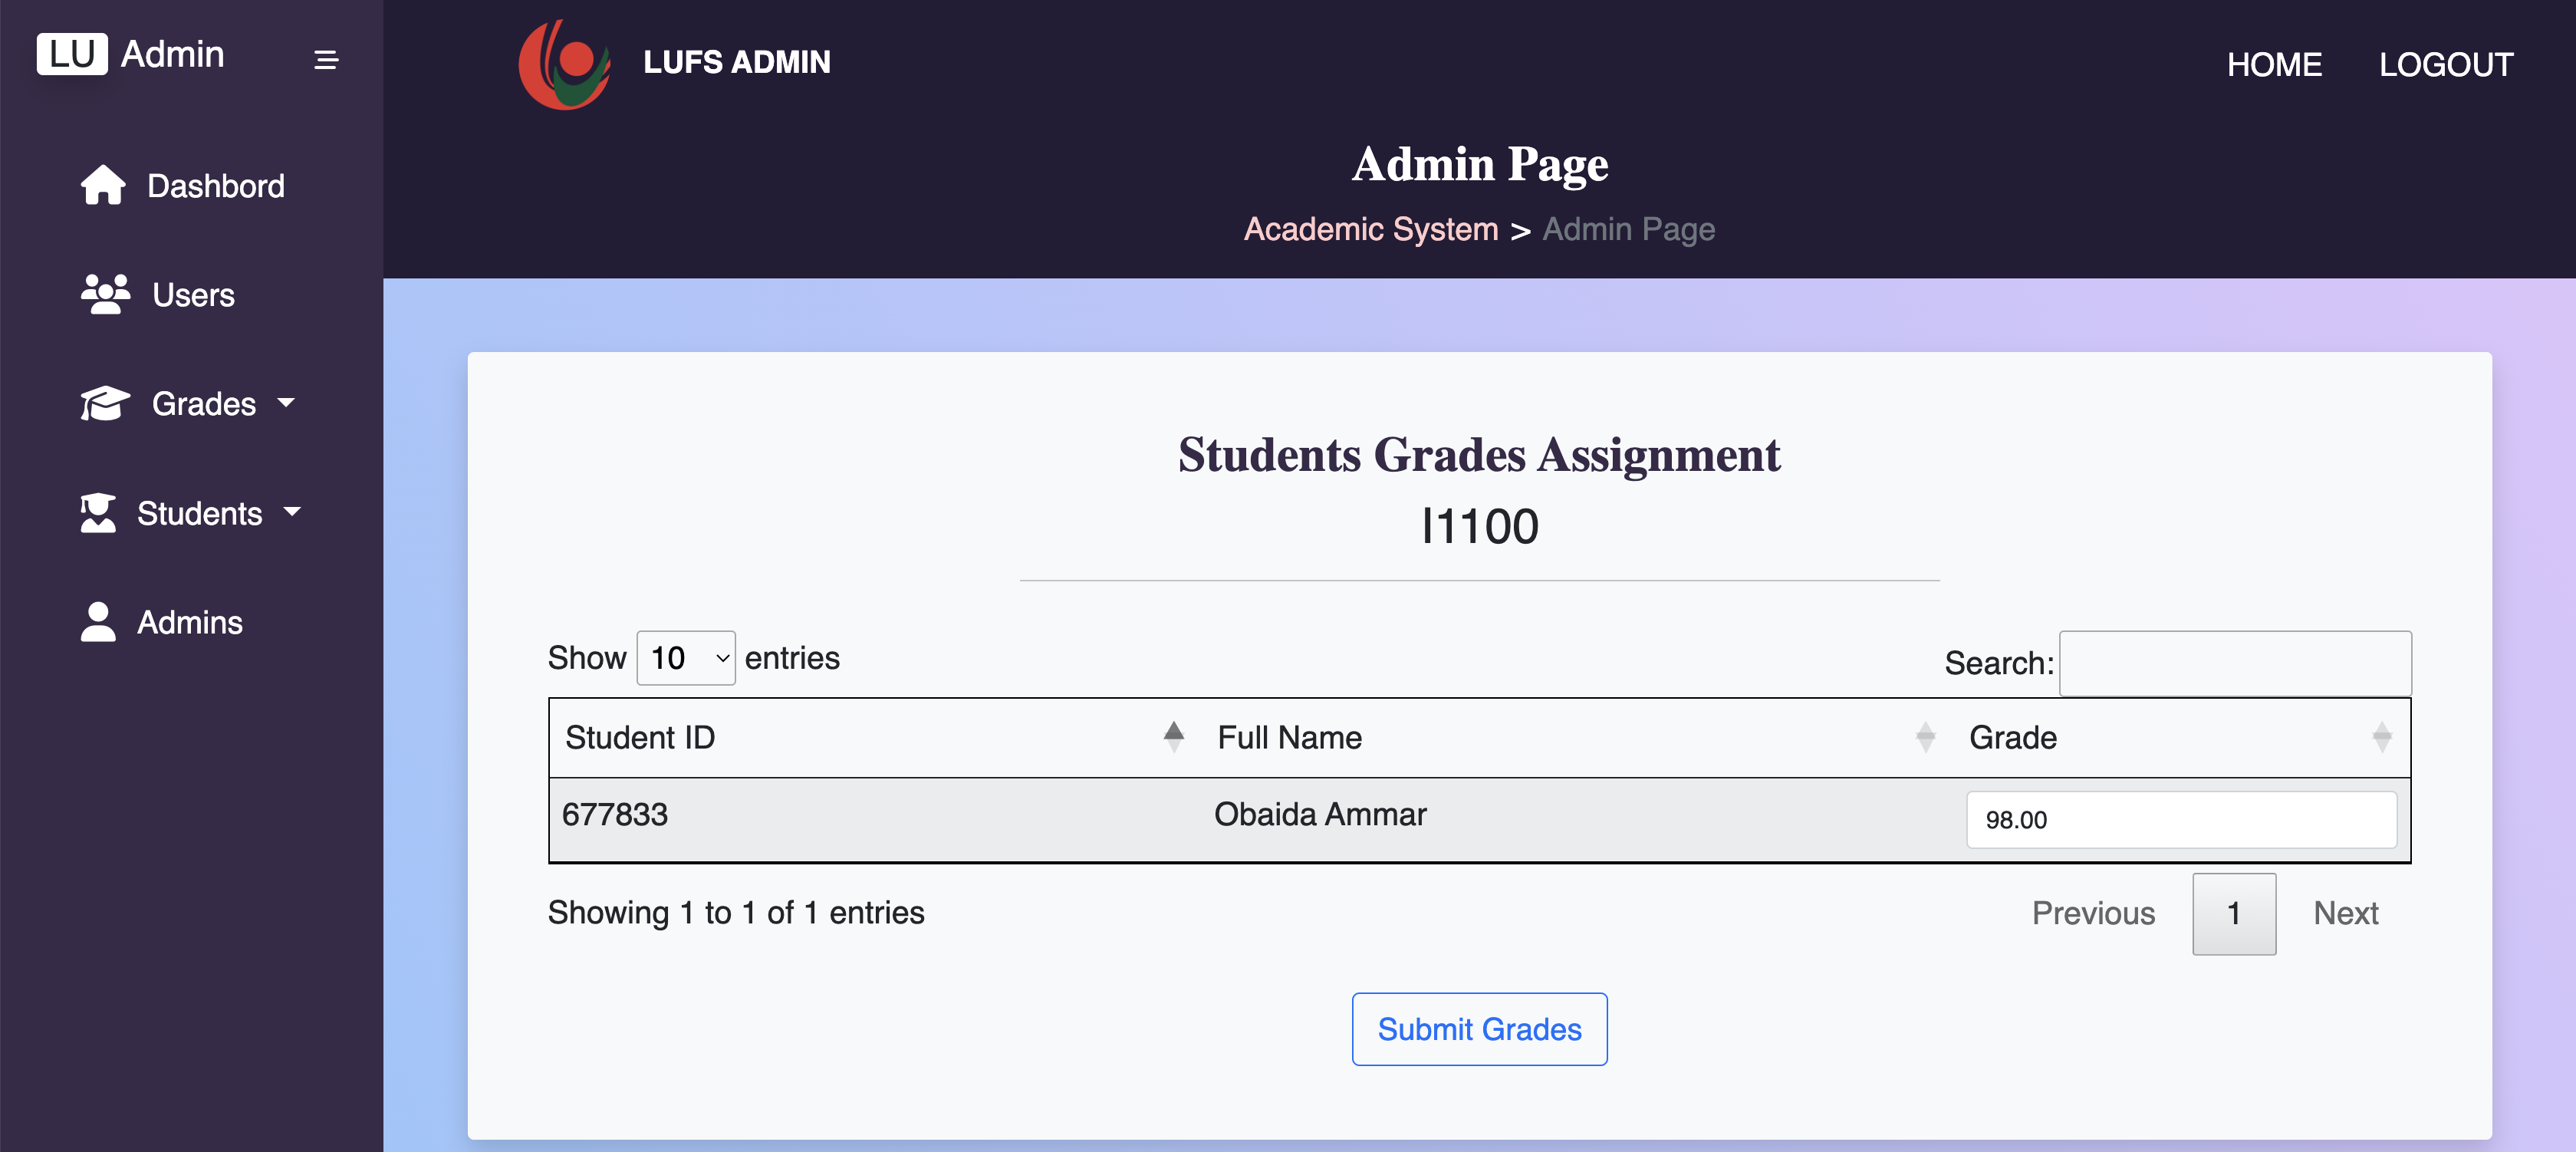 LU Admin
Dashbord
Users
Grades
Students
Admins
LUFS ADMIN
HOME
LOGOUT
Admin Page
Academic System > Admin Page
Students Grades Assignment
I1100
Show 10 entries
Search:
Student ID
Full Name
Grade
677833
Obaida Ammar
98.00
Showing 1 to 1 of 1 entries
Previous
1
Next
Submit Grades